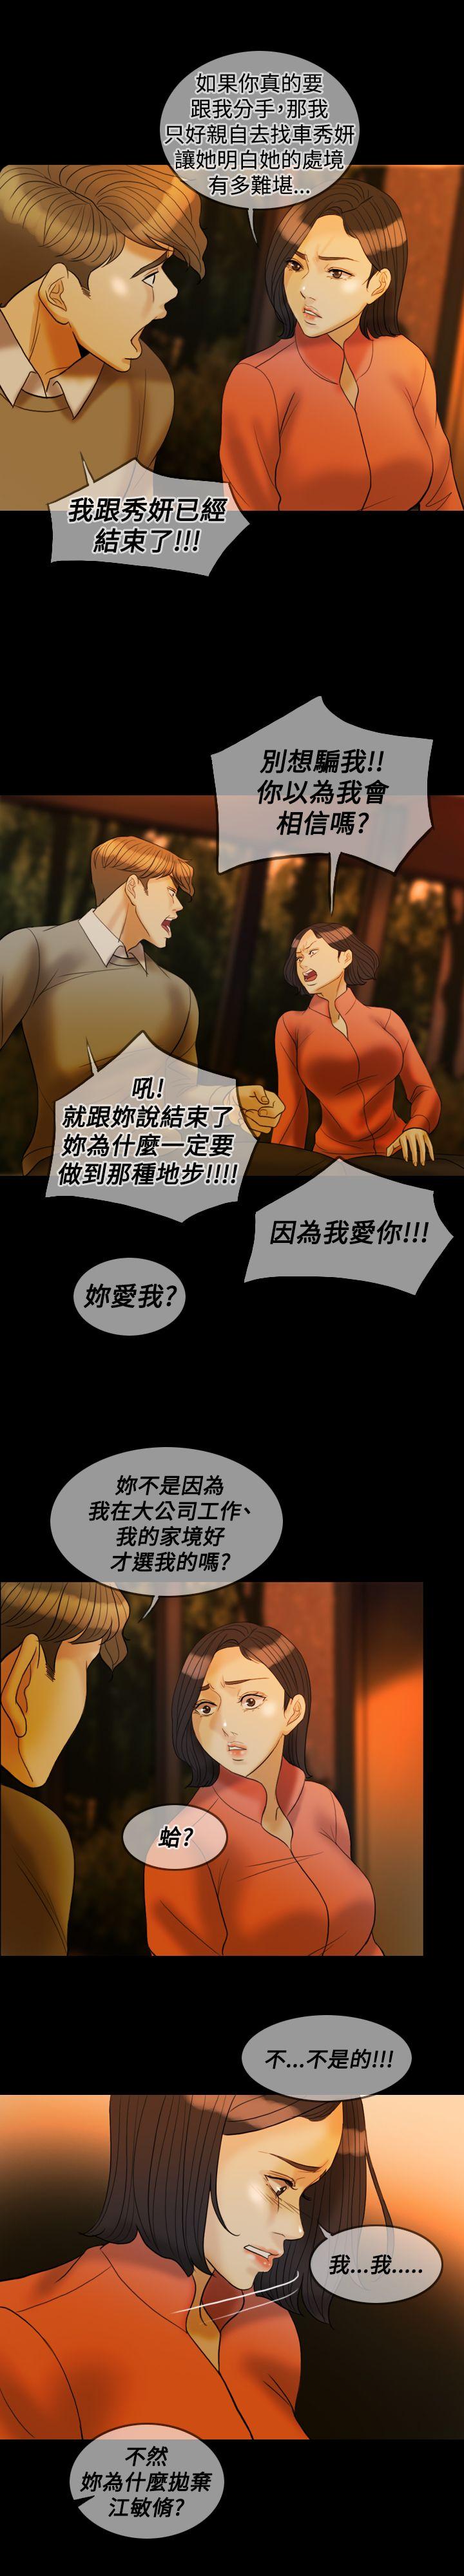 如果你真的要
跟我分手，那我
只好親自去找車秀妍
讓她明白她的處境
有多難堪...
我跟秀妍已經
結束了!!!
別想騙我!!
你以為我會
相信嗎?
吼!
就跟妳說結束了
妳為什麼一定要
做到那種地步!!!!
因為我愛你!!!
妳愛我?
妳不是因為
我在大公司工作、
我的家境好
才選我的嗎?
蛤?
不...不是的!!!
我...我.....
不然
妳為什麼拋棄
江敏脩?